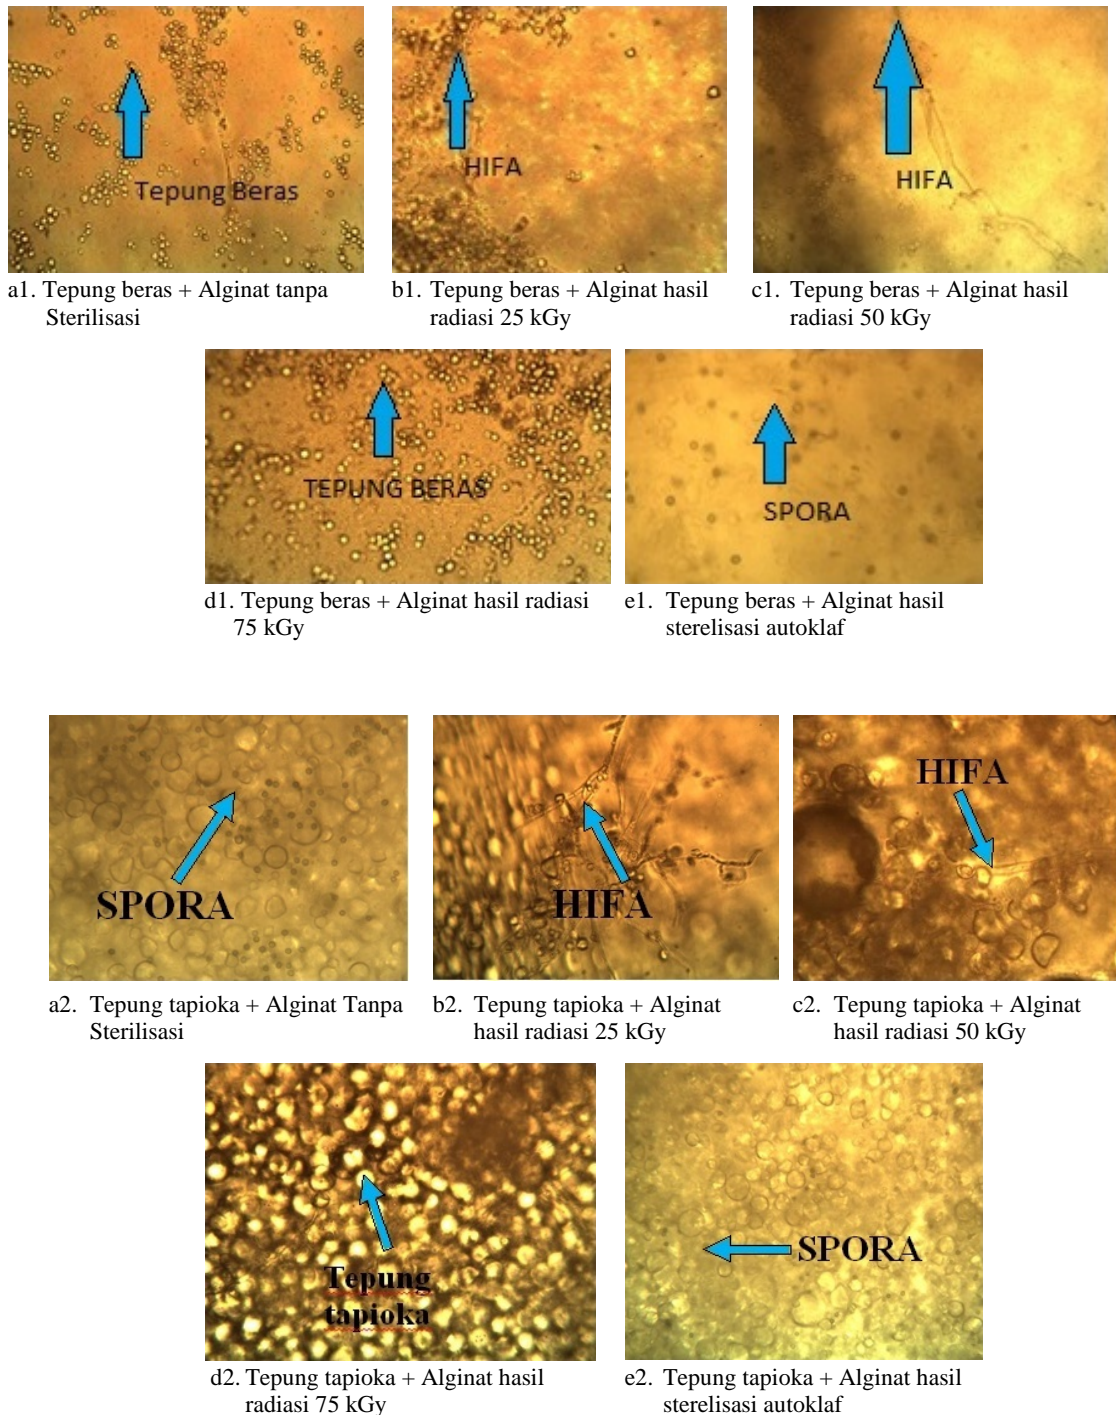 Tepung Beras
HIFA
HIFA
a1. Tepung beras + Alginat tanpa
Sterilisasi
b1. Tepung beras + Alginat hasil
radiasi 25 kGy
c1. Tepung beras + Alginat hasil
radiasi 50 kGy
TEPUNG BERAS
SPORA
d1. Tepung beras + Alginat hasil radiasi
75 kGy
e1. Tepung beras + Alginat hasil
sterelisasi autoklaf
SPORA
HIFA
HIFA
a2. Tepung tapioka + Alginat Tanpa
Sterilisasi
b2. Tepung tapioka + Alginat
hasil radiasi 25 kGy
c2. Tepung tapioka + Alginat
hasil radiasi 50 kGy
Tepung
tapioka
SPORA
d2. Tepung tapioka + Alginat hasil
radiasi 75 kGy
e2. Tepung tapioka + Alginat hasil
sterelisasi autoklaf